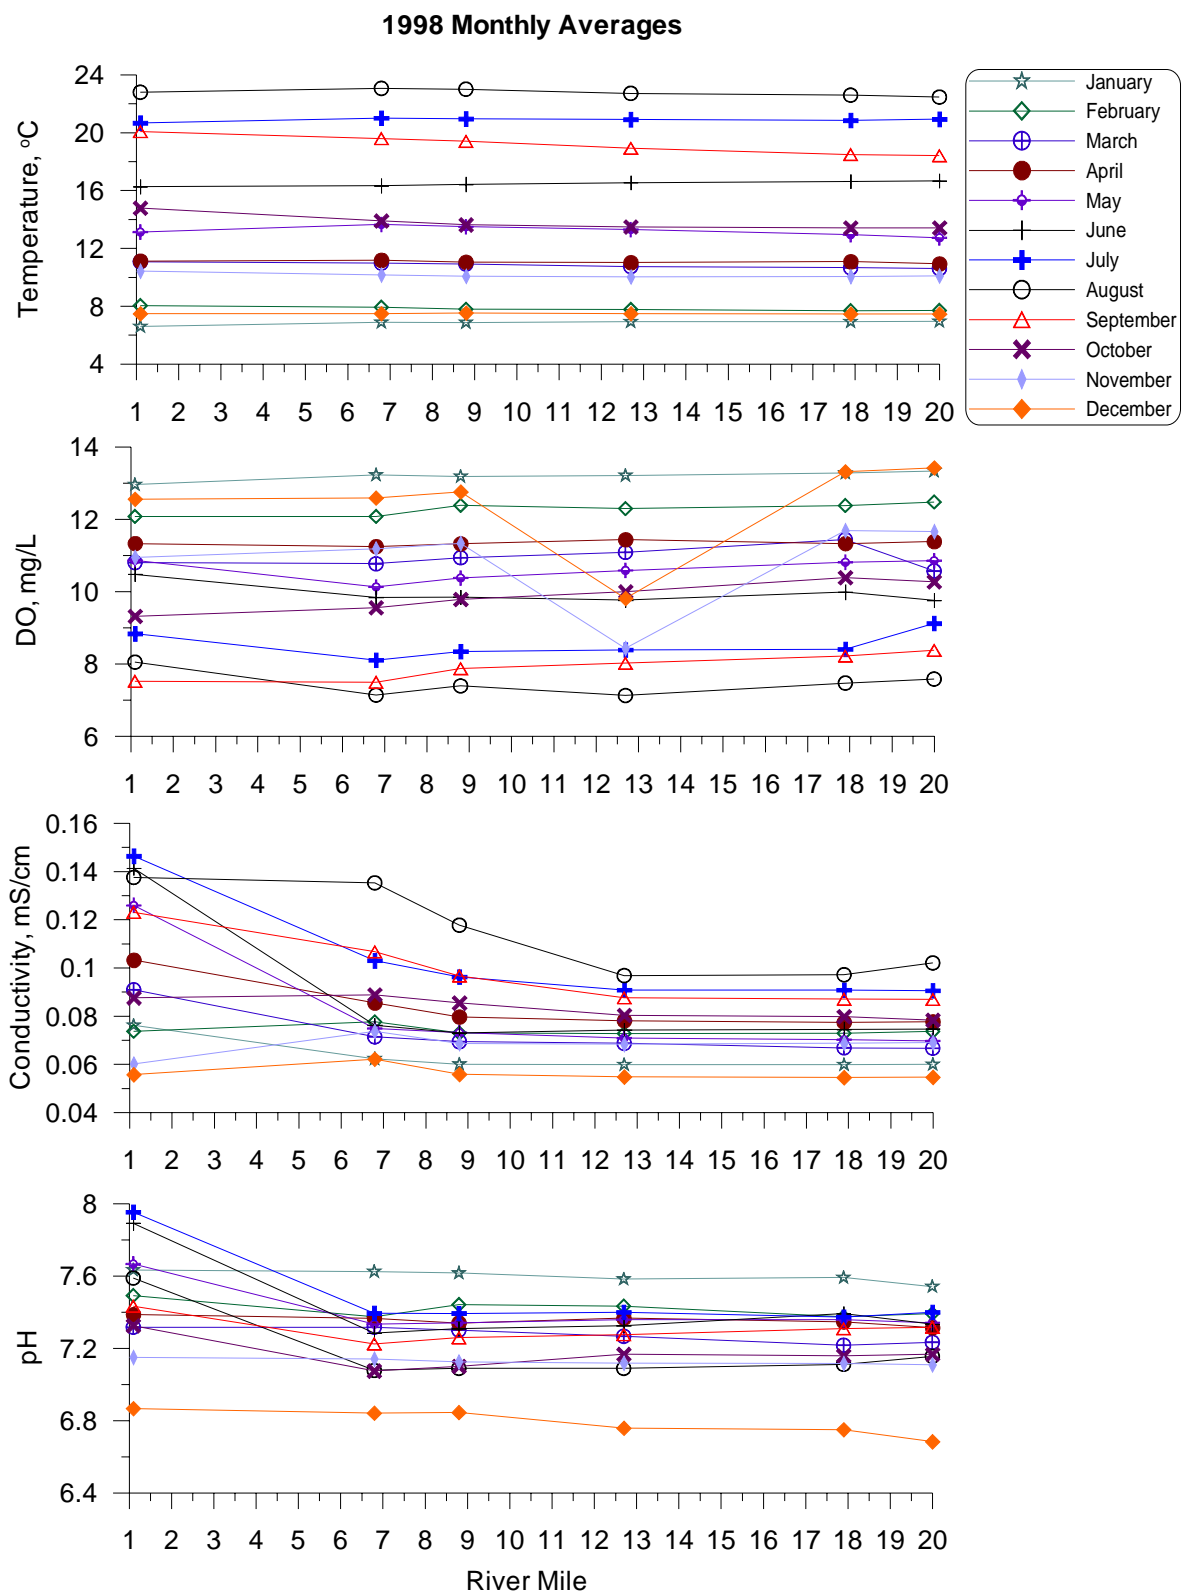 1998 Monthly Averages
Temperature, ºC
24
20
16
12
8
4
1 2 3 4 5 6 7 8 9 10 11 12 13 14 15 16 17 18 19 20
January
February
March
April
May
June
July
August
September
October
November
December
DO, mg/L
14
12
10
8
6
1 2 3 4 5 6 7 8 9 10 11 12 13 14 15 16 17 18 19 20
Conductivity, mS/cm
0.16
0.14
0.12
0.1
0.08
0.06
0.04
1 2 3 4 5 6 7 8 9 10 11 12 13 14 15 16 17 18 19 20
pH
8
7.6
7.2
6.8
6.4
1 2 3 4 5 6 7 8 9 10 11 12 13 14 15 16 17 18 19 20
River Mile